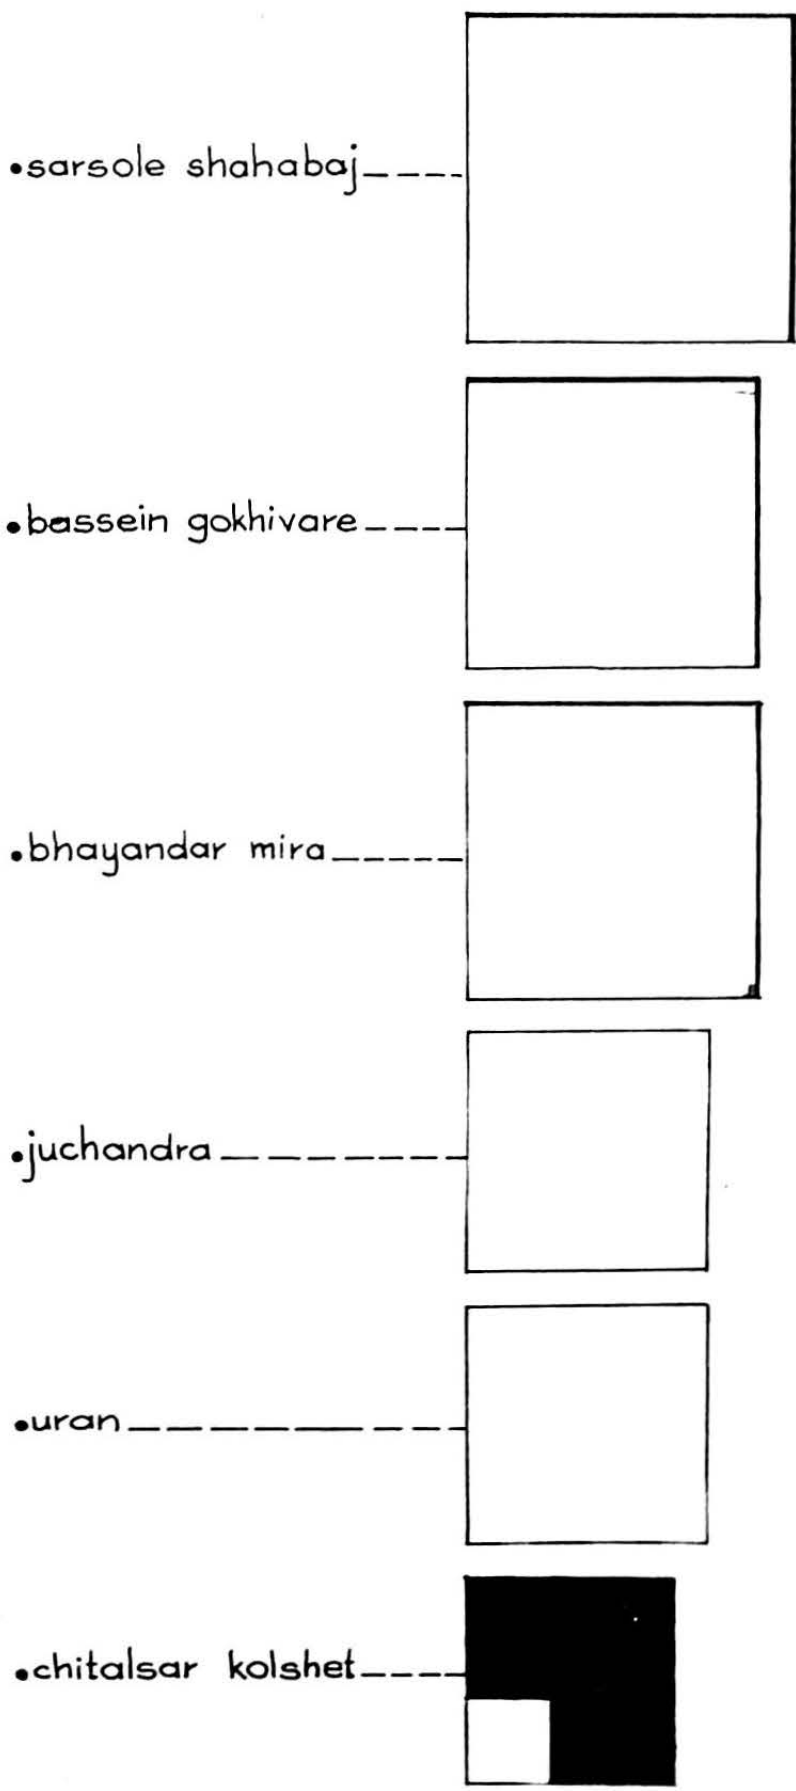 •sarsole shahabaj
•bassein gokhivare
•bhayandar mira
•juchandra
•uran
•chitalsar kolshet